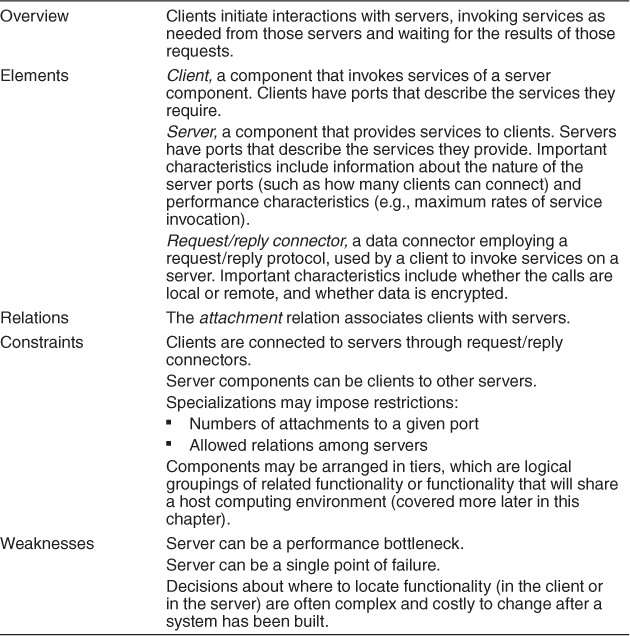 Overview Clients initiate interactions with servers, invoking services as
needed from those servers and waiting for the results of those
requests.
Elements Client, a component that invokes services of a server
component. Clients have ports that describe the services they
require.
Server, a component that provides services to clients. Servers
have ports that describe the services they provide. Important
characteristics include information about the nature of the
server ports (such as how many clients can connect) and
performance characteristics (e.g., maximum rates of service
invocation).
Request/reply connector, a data connector employing a
request/reply protocol, used by a client to invoke services on a
server. Important characteristics include whether the calls are
local or remote, and whether data is encrypted.
Relations The attachment relation associates clients with servers.
Constraints Clients are connected to servers through request/reply
connectors.
Server components can be clients to other servers.
Specializations may impose restrictions:
▪ Numbers of attachments to a given port
▪ Allowed relations among servers
Components may be arranged in tiers, which are logical
groupings of related functionality or functionality that will share
a host computing environment (covered more later in this
chapter).
Weaknesses Server can be a performance bottleneck.
Server can be a single point of failure.
Decisions about where to locate functionality (in the client or
in the server) are often complex and costly to change after a
system has been built.